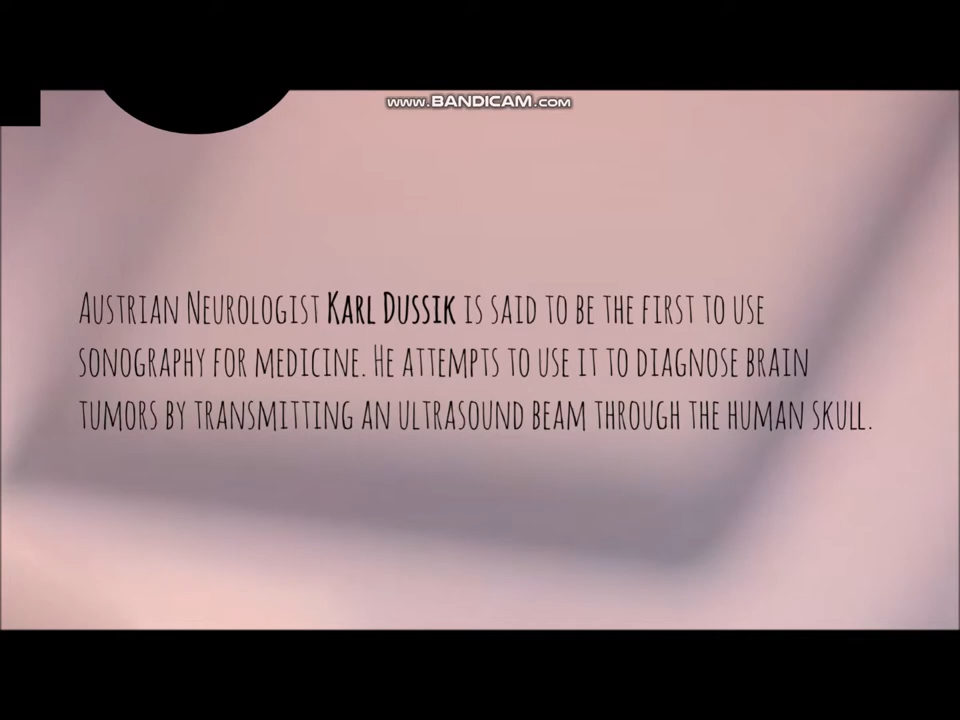 www.BANDICAM.com
Austrian Neurologist Karl Dussik is said to be the first to use
sonography for medicine. He attempts to use it to diagnose brain
tumors by transmitting an ultrasound beam through the human skull.